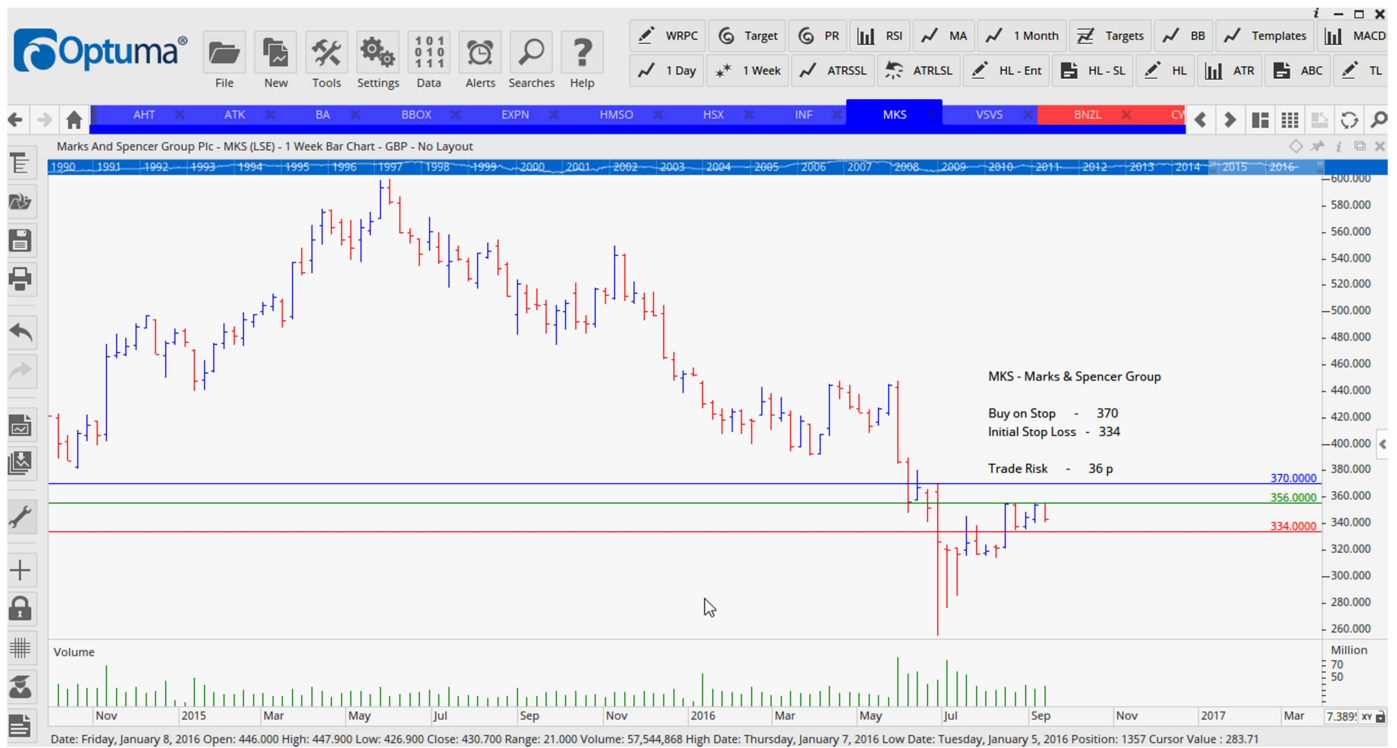 i
Optuma®
File
New
Tools
Settings
Data
Alerts
Searches
Help
WRPC
Target
PR
RSI
MA
1 Month
Targets
BB
Templates
MACD
1 Day
1 Week
ATRSSL
ATRLSL
HL - Ent
HL - SL
HL
ATR
ABC
TL
AHT
ATK
BA
BBOX
EXPN
HMSO
HSX
INF
MKS
VSVS
BNZL
Marks And Spencer Group Plc - MKS (LSE) - 1 Week Bar Chart - GBP - No Layout
1990 1991 1992 1993 1994 1995 1996 1997 1998 1999 2000 2001 2002 2003 2004 2005 2006 2007 2008 2009 2010 2011 2012 2013 2014 2015 2016
600.000
580.000
560.000
540.000
520.000
500.000
480.000
460.000
440.000
420.000
400.000
380.000
360.000
340.000
320.000
300.000
280.000
260.000
MKS - Marks & Spencer Group
Buy on Stop - 370
Initial Stop Loss - 334
Trade Risk - 36 p
370.0000
356.0000
334.0000
Volume
Million
70
50
Nov 2015 Mar May Jul Sep Nov 2016 Mar May Jul Sep Nov 2017 Mar
XY
Date: Friday, January 8, 2016 Open: 446.000 High: 447.900 Low: 426.900 Close: 430.700 Range: 21.000 Volume: 57,544,868 High Date: Thursday, January 7, 2016 Low Date: Tuesday, January 5, 2016 Position: 1357 Cursor Value : 283.71